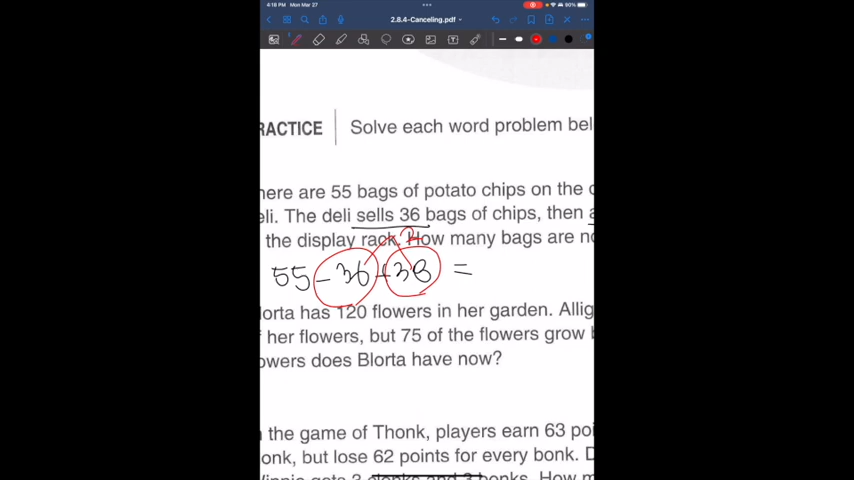 4:18 PM Mon Mar 27
90%
2.8.4-Canceling.pdf
RACTICE Solve each word problem bel
here are 55 bags of potato chips on the
eli. The deli sells 36 bags of chips, then a
the display rack. How many bags are no
2
55 - 36 + 38 =
lorta has 120 flowers in her garden. Allig
f her flowers, but 75 of the flowers grow b
owers does Blorta have now?
n the game of Thonk, players earn 63 poi
onk, but lose 62 points for every bonk. D